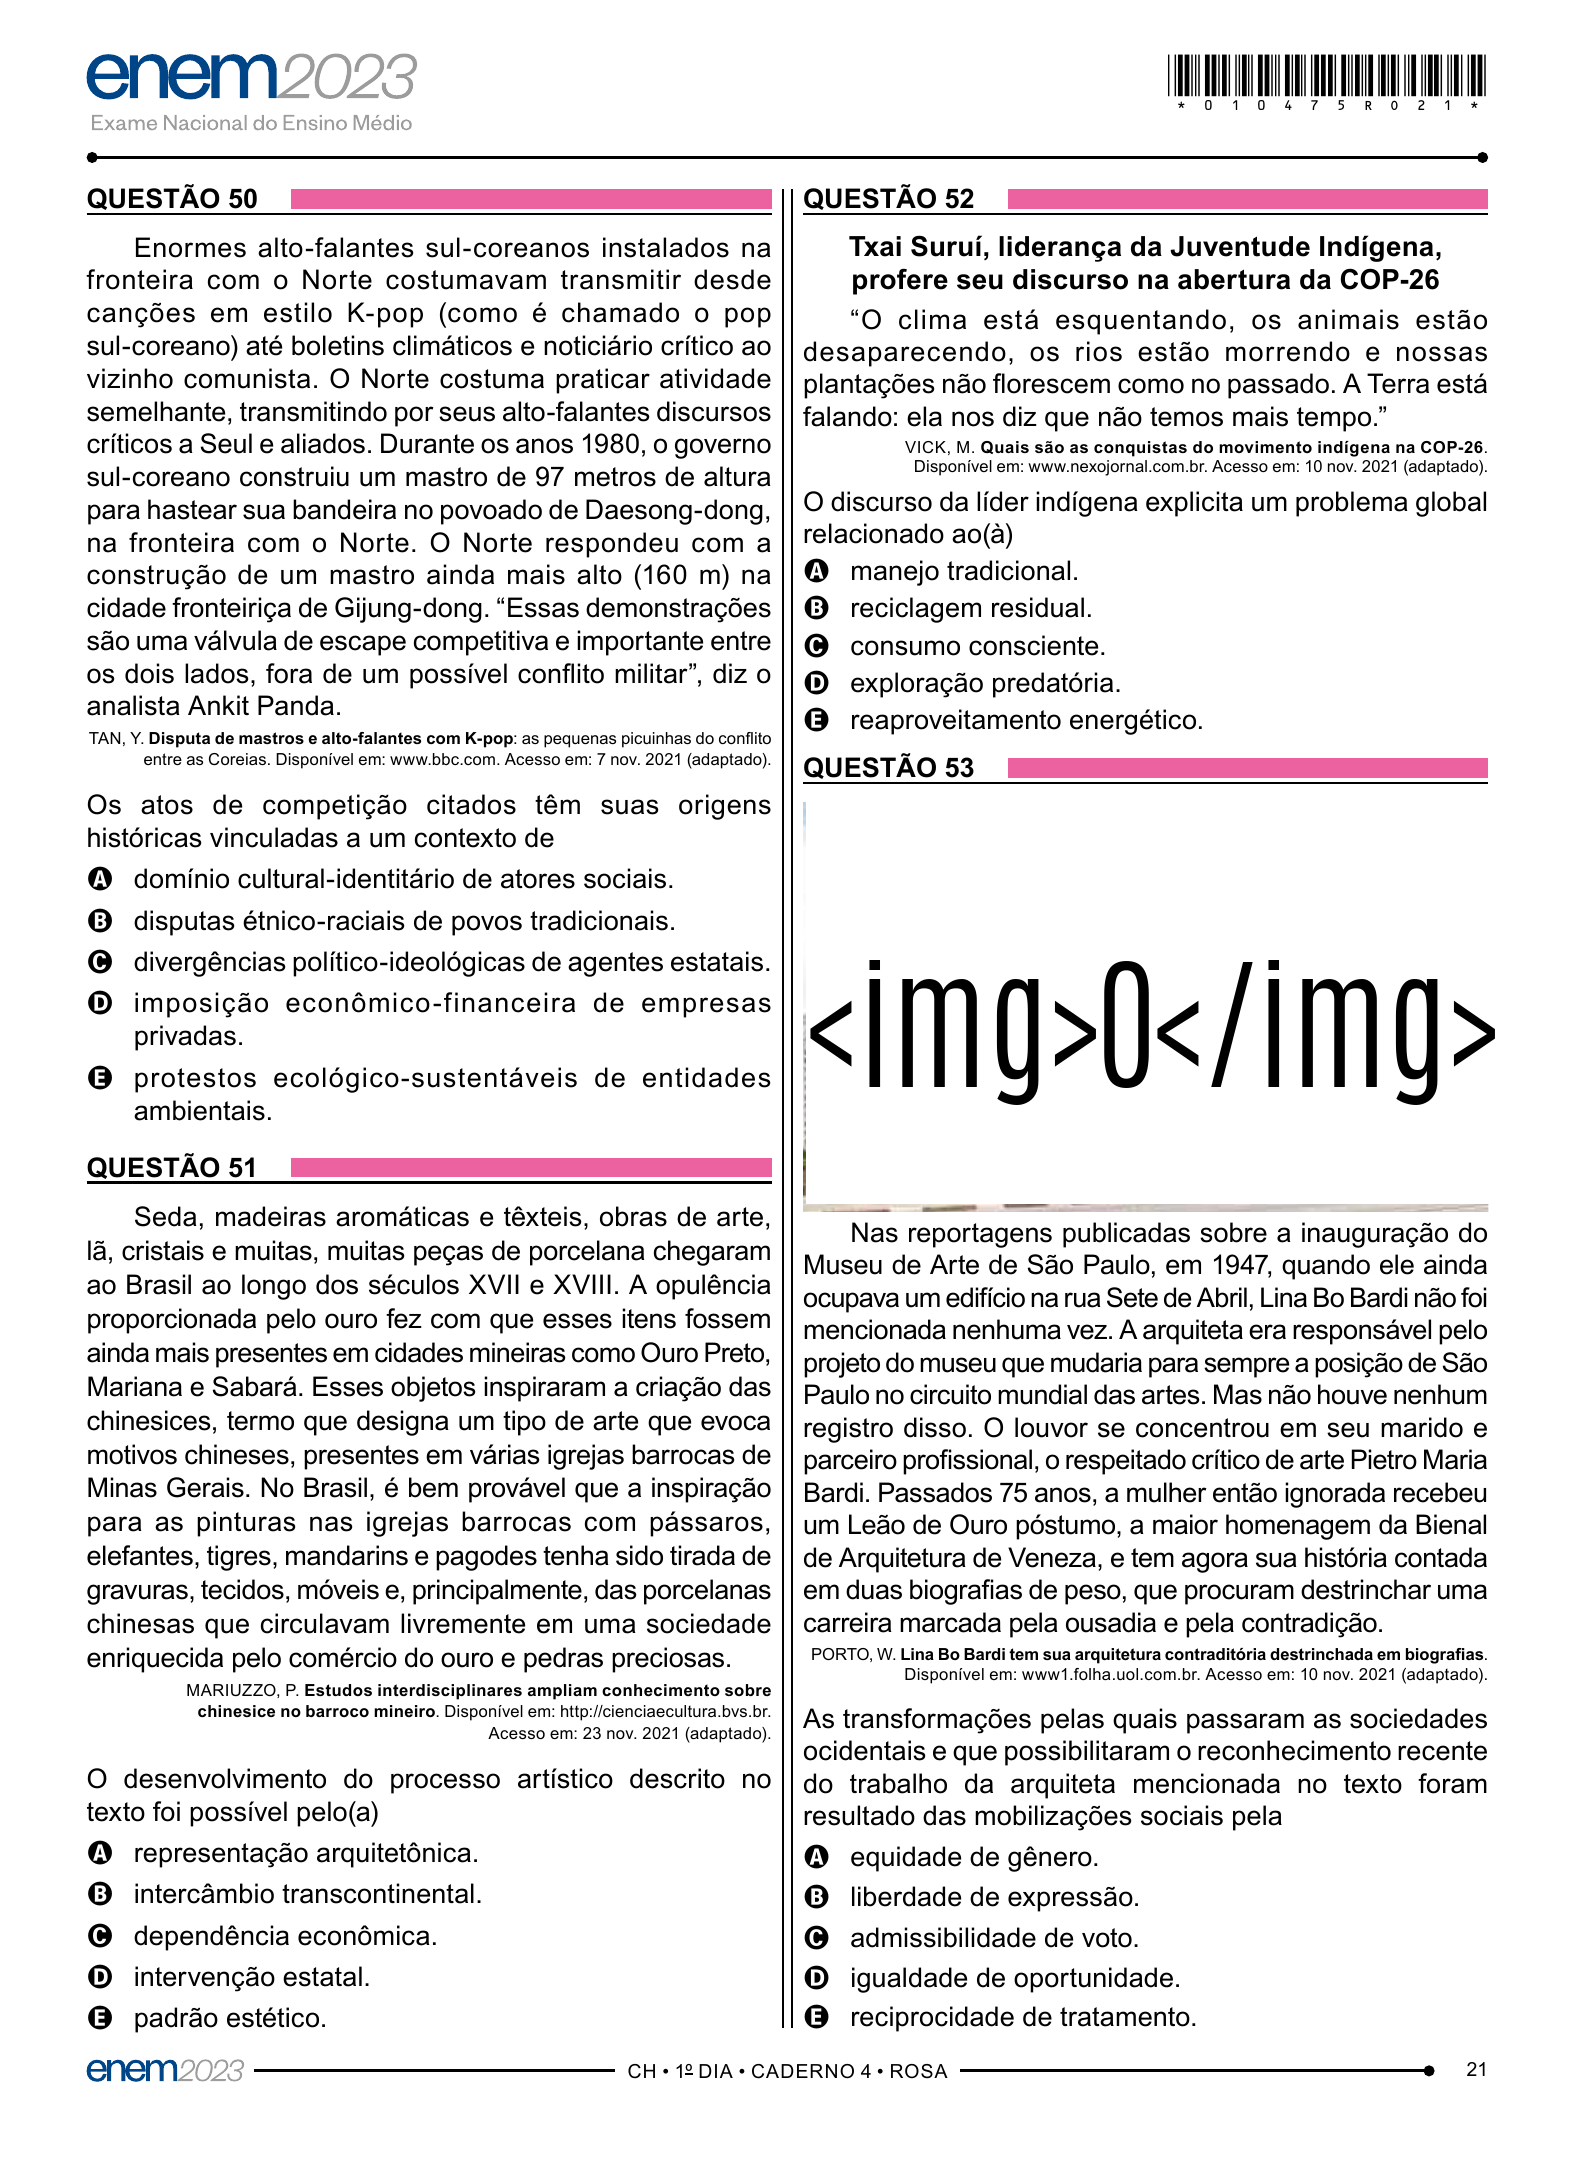 enem2023
Exame Nacional do Ensino Médio
*010475R021*
QUESTÃO 50
Enormes alto-falantes sul-coreanos instalados na
fronteira com o Norte costumavam transmitir desde
canções em estilo K-pop (como é chamado o pop
sul-coreano) até boletins climáticos e noticiário crítico ao
vizinho comunista. O Norte costuma praticar atividade
semelhante, transmitindo por seus alto-falantes discursos
críticos a Seul e aliados. Durante os anos 1980, o governo
sul-coreano construiu um mastro de 97 metros de altura
para hastear sua bandeira no povoado de Daesong-dong,
na fronteira com o Norte. O Norte respondeu com a
construção de um mastro ainda mais alto (160 m) na
cidade fronteiriça de Gijung-dong. “Essas demonstrações
são uma válvula de escape competitiva e importante entre
os dois lados, fora de um possível conflito militar”, diz o
analista Ankit Panda.
TAN, Y. Disputa de mastros e alto-falantes com K-pop: as pequenas picuinhas do conflito
entre as Coreias. Disponível em: www.bbc.com. Acesso em: 7 nov. 2021 (adaptado).
Os atos de competição citados têm suas origens
históricas vinculadas a um contexto de
A domínio cultural-identitário de atores sociais.
B disputas étnico-raciais de povos tradicionais.
C divergências político-ideológicas de agentes estatais.
D imposição econômico-financeira de empresas
privadas.
E protestos ecológico-sustentáveis de entidades
ambientais.
QUESTÃO 51
Seda, madeiras aromáticas e têxteis, obras de arte,
lã, cristais e muitas, muitas peças de porcelana chegaram
ao Brasil ao longo dos séculos XVII e XVIII. A opulência
proporcionada pelo ouro fez com que esses itens fossem
ainda mais presentes em cidades mineiras como Ouro Preto,
Mariana e Sabará. Esses objetos inspiraram a criação das
chinesices, termo que designa um tipo de arte que evoca
motivos chineses, presentes em várias igrejas barrocas de
Minas Gerais. No Brasil, é bem provável que a inspiração
para as pinturas nas igrejas barrocas com pássaros,
elefantes, tigres, mandarins e pagodes tenha sido tirada de
gravuras, tecidos, móveis e, principalmente, das porcelanas
chinesas que circulavam livremente em uma sociedade
enriquecida pelo comércio do ouro e pedras preciosas.
MARIUZZO, P. Estudos interdisciplinares ampliam conhecimento sobre
chinesice no barroco mineiro. Disponível em: http://cienciaecultura.bvs.br.
Acesso em: 23 nov. 2021 (adaptado).
O desenvolvimento do processo artístico descrito no
texto foi possível pelo(a)
A representação arquitetônica.
B intercâmbio transcontinental.
C dependência econômica.
D intervenção estatal.
E padrão estético.
QUESTÃO 52
Txai Suruí, liderança da Juventude Indígena,
profere seu discurso na abertura da COP-26
“O clima está esquentando, os animais estão
desaparecendo, os rios estão morrendo e nossas
plantações não florescem como no passado. A Terra está
falando: ela nos diz que não temos mais tempo.”
VICK, M. Quais são as conquistas do movimento indígena na COP-26.
Disponível em: www.nexojornal.com.br. Acesso em: 10 nov. 2021 (adaptado).
O discurso da líder indígena explicita um problema global
relacionado ao(à)
A manejo tradicional.
B reciclagem residual.
C consumo consciente.
D exploração predatória.
E reaproveitamento energético.
QUESTÃO 53
<img>0</img>
Nas reportagens publicadas sobre a inauguração do
Museu de Arte de São Paulo, em 1947, quando ele ainda
ocupava um edifício na rua Sete de Abril, Lina Bo Bardi não foi
mencionada nenhuma vez. A arquiteta era responsável pelo
projeto do museu que mudaria para sempre a posição de São
Paulo no circuito mundial das artes. Mas não houve nenhum
registro disso. O louvor se concentrou em seu marido e
parceiro profissional, o respeitado crítico de arte Pietro Maria
Bardi. Passados 75 anos, a mulher então ignorada recebeu
um Leão de Ouro póstumo, a maior homenagem da Bienal
de Arquitetura de Veneza, e tem agora sua história contada
em duas biografias de peso, que procuram destrinchar uma
carreira marcada pela ousadia e pela contradição.
PORTO, W. Lina Bo Bardi tem sua arquitetura contraditória destrinchada em biografias.
Disponível em: www1.folha.uol.com.br. Acesso em: 10 nov. 2021 (adaptado).
As transformações pelas quais passaram as sociedades
ocidentais e que possibilitaram o reconhecimento recente
do trabalho da arquiteta mencionada no texto foram
resultado das mobilizações sociais pela
A equidade de gênero.
B liberdade de expressão.
C admissibilidade de voto.
D igualdade de oportunidade.
E reciprocidade de tratamento.
enem2023
CH • 1º DIA • CADERNO 4 • ROSA
21